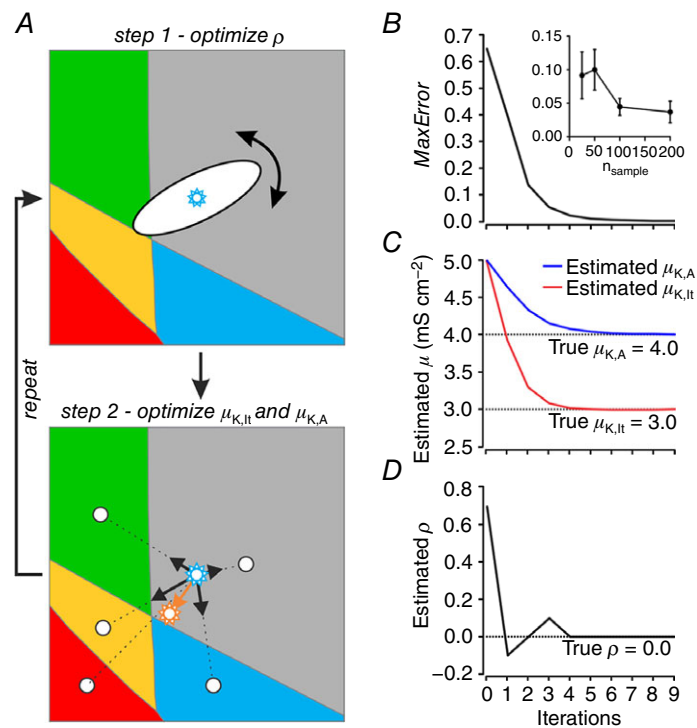 A
step 1 - optimize ρ
repeat
step 2 - optimize μK,lt and μK,A
B
MaxError
0.7
0.6
0.5
0.4
0.3
0.2
0.1
0.0
0.15
0.10
0.05
0.00
0 50 100 150 200
nsample
C
Estimated μ (mS cm−2)
5.0
4.5
4.0
3.5
3.0
2.5
Estimated μK,A
Estimated μK,lt
True μK,A = 4.0
True μK,lt = 3.0
D
Estimated ρ
0.8
0.6
0.4
0.2
0.0
−0.2
True ρ = 0.0
0 1 2 3 4 5 6 7 8 9
Iterations